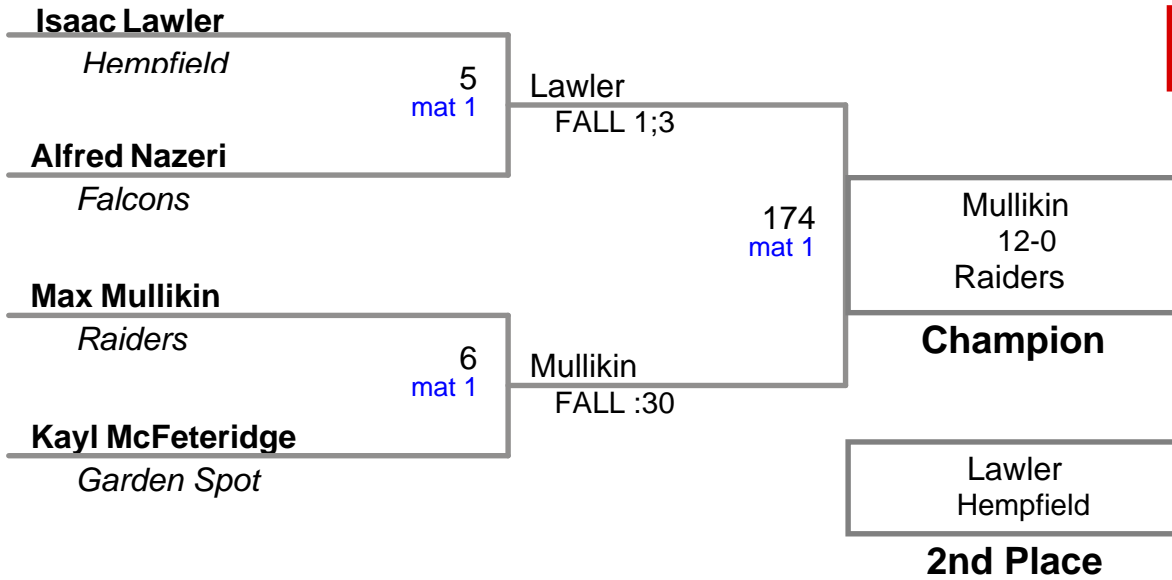 Isaac Lawler
Hempfield
5
mat 1
Lawler
FALL 1;3
Alfred Nazeri
Falcons
174
mat 1
Mullikin
12-0
Raiders
Champion
Max Mullikin
Raiders
6
mat 1
Mullikin
FALL :30
Kayl McFeteridge
Garden Spot
Lawler
Hempfield
2nd Place